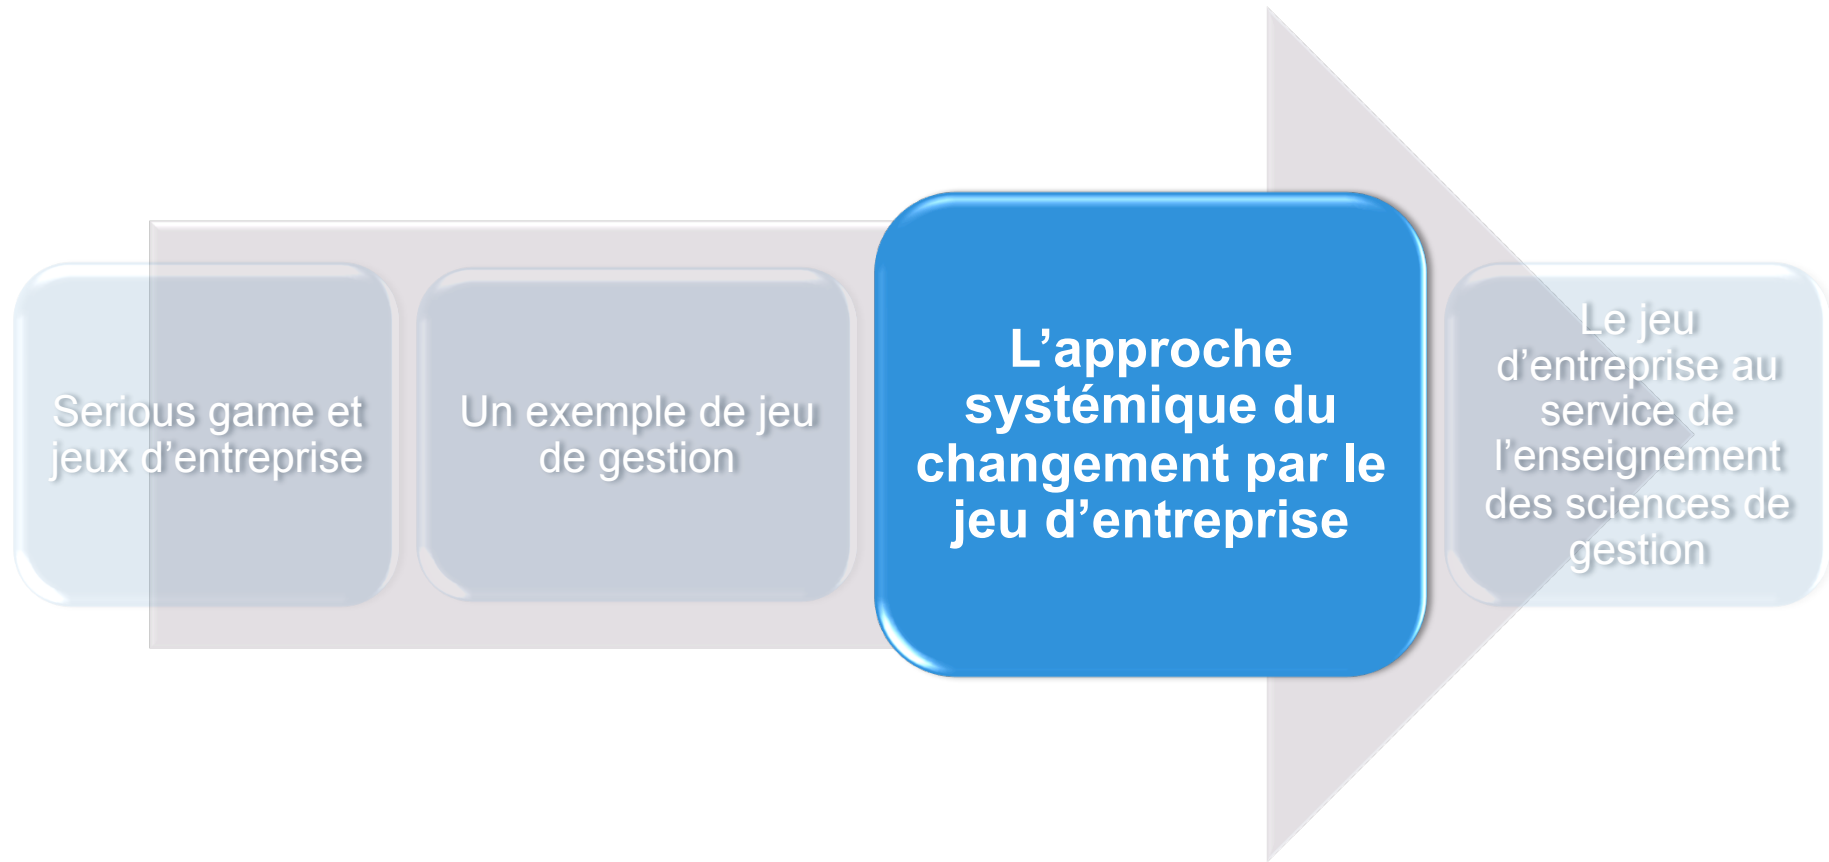 Serious game et
jeux d’entreprise
Un exemple de jeu
de gestion
L’approche
systémique du
changement par le
jeu d’entreprise
Le jeu
d’entreprise au
service de
l’enseignement
des sciences de
gestion